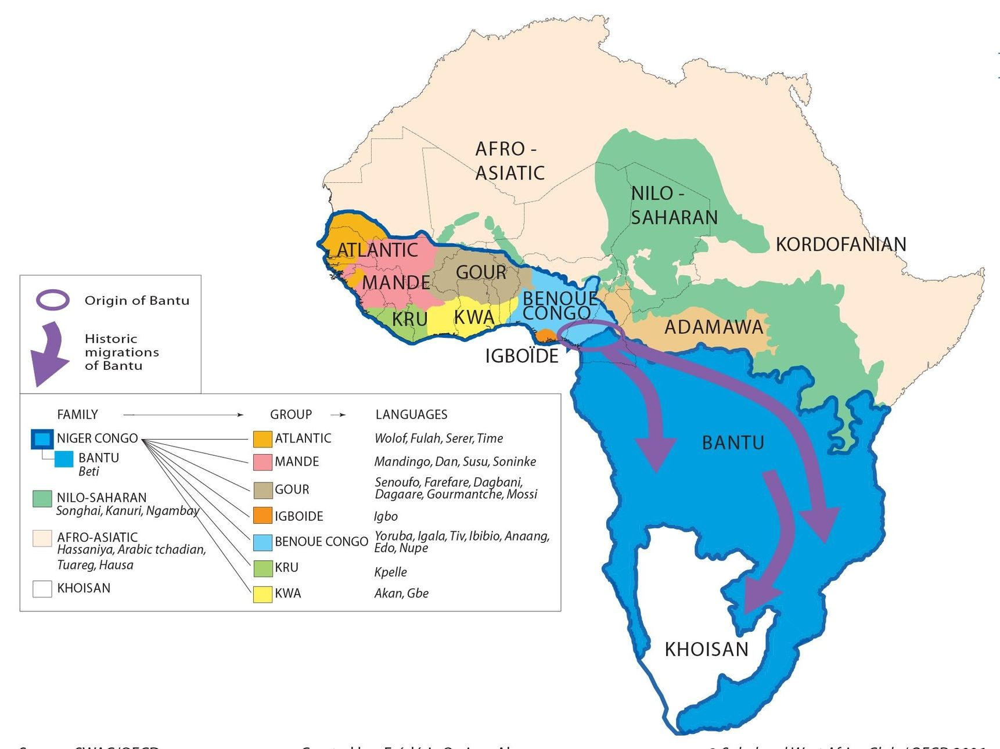 AFRO -
ASIATIC
NILO -
SAHARAN
KORDOFANIAN
ATLANTIC
GOUR
MANDE
BENOUE
CONGO
KRU
KWA
ADAMAWA
IGBOÏDE
BANTU
KHOISAN
Origin of Bantu
Historic
migrations
of Bantu
FAMILY GROUP LANGUAGES
NIGER CONGO
BANTU
Beti
NILO-SAHARAN
Songhai, Kanuri, Ngambay
AFRO-ASIATIC
Hassaniya, Arabic tchadian,
Tuareg, Hausa
KHOISAN
ATLANTIC Wolof, Fulah, Serer, Time
MANDE Mandingo, Dan, Susu, Soninke
GOUR Senoufo, Farefare, Dagbani,
Dagaare, Gourmantche, Mossi
IGBOIDE Igbo
BENOUE CONGO Yoruba, Igala, Tiv, Ibibio, Anaang,
Edo, Nupe
KRU Kpelle
KWA Akan, Gbe